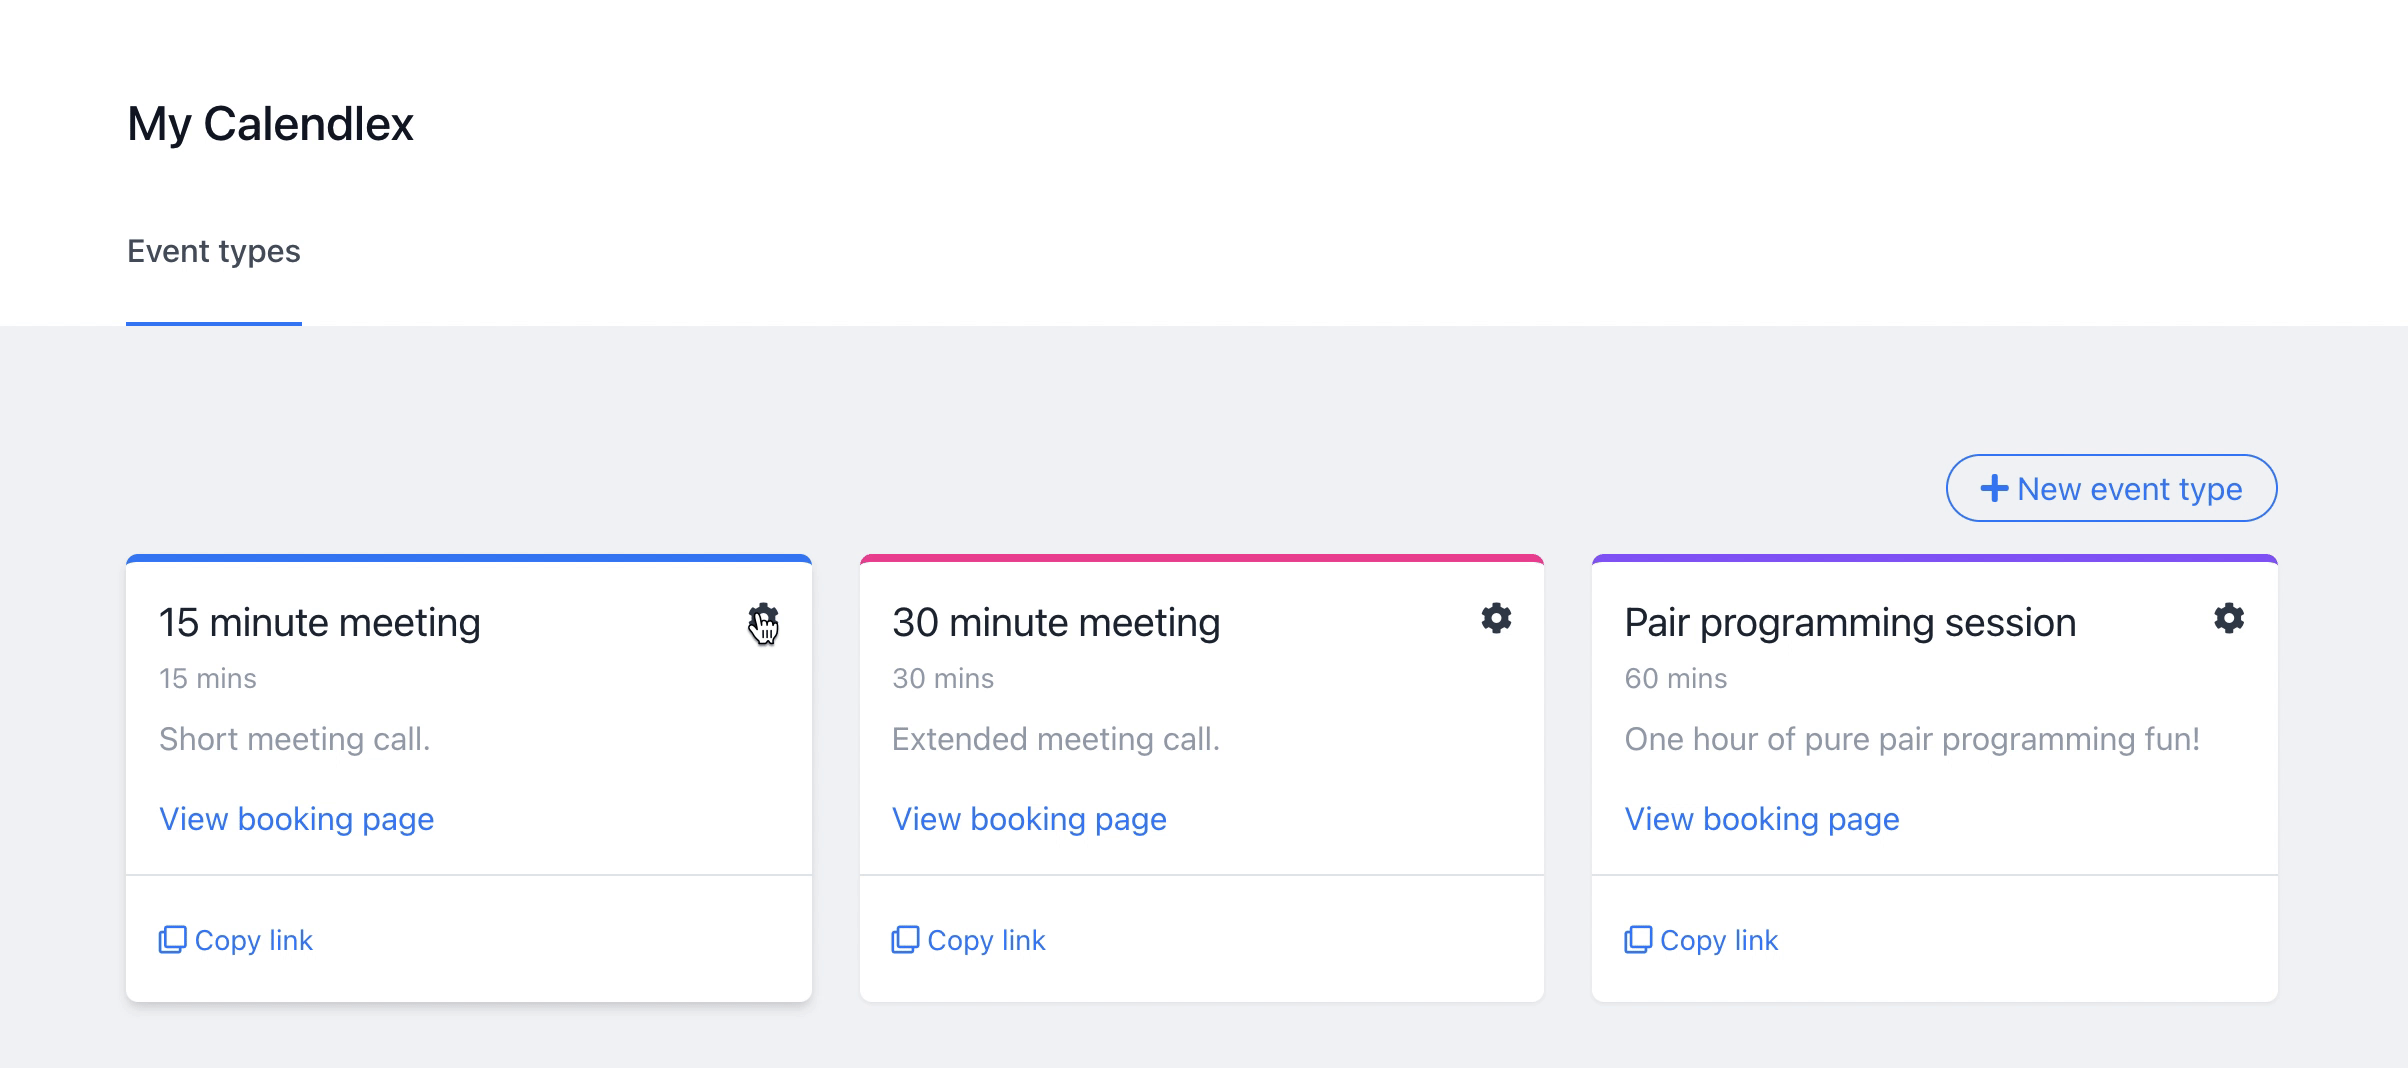 My Calendlex
Event types
New event type
15 minute meeting
15 mins
Short meeting call.
View booking page
Copy link
30 minute meeting
30 mins
Extended meeting call.
View booking page
Copy link
Pair programming session
60 mins
One hour of pure pair programming fun!
View booking page
Copy link